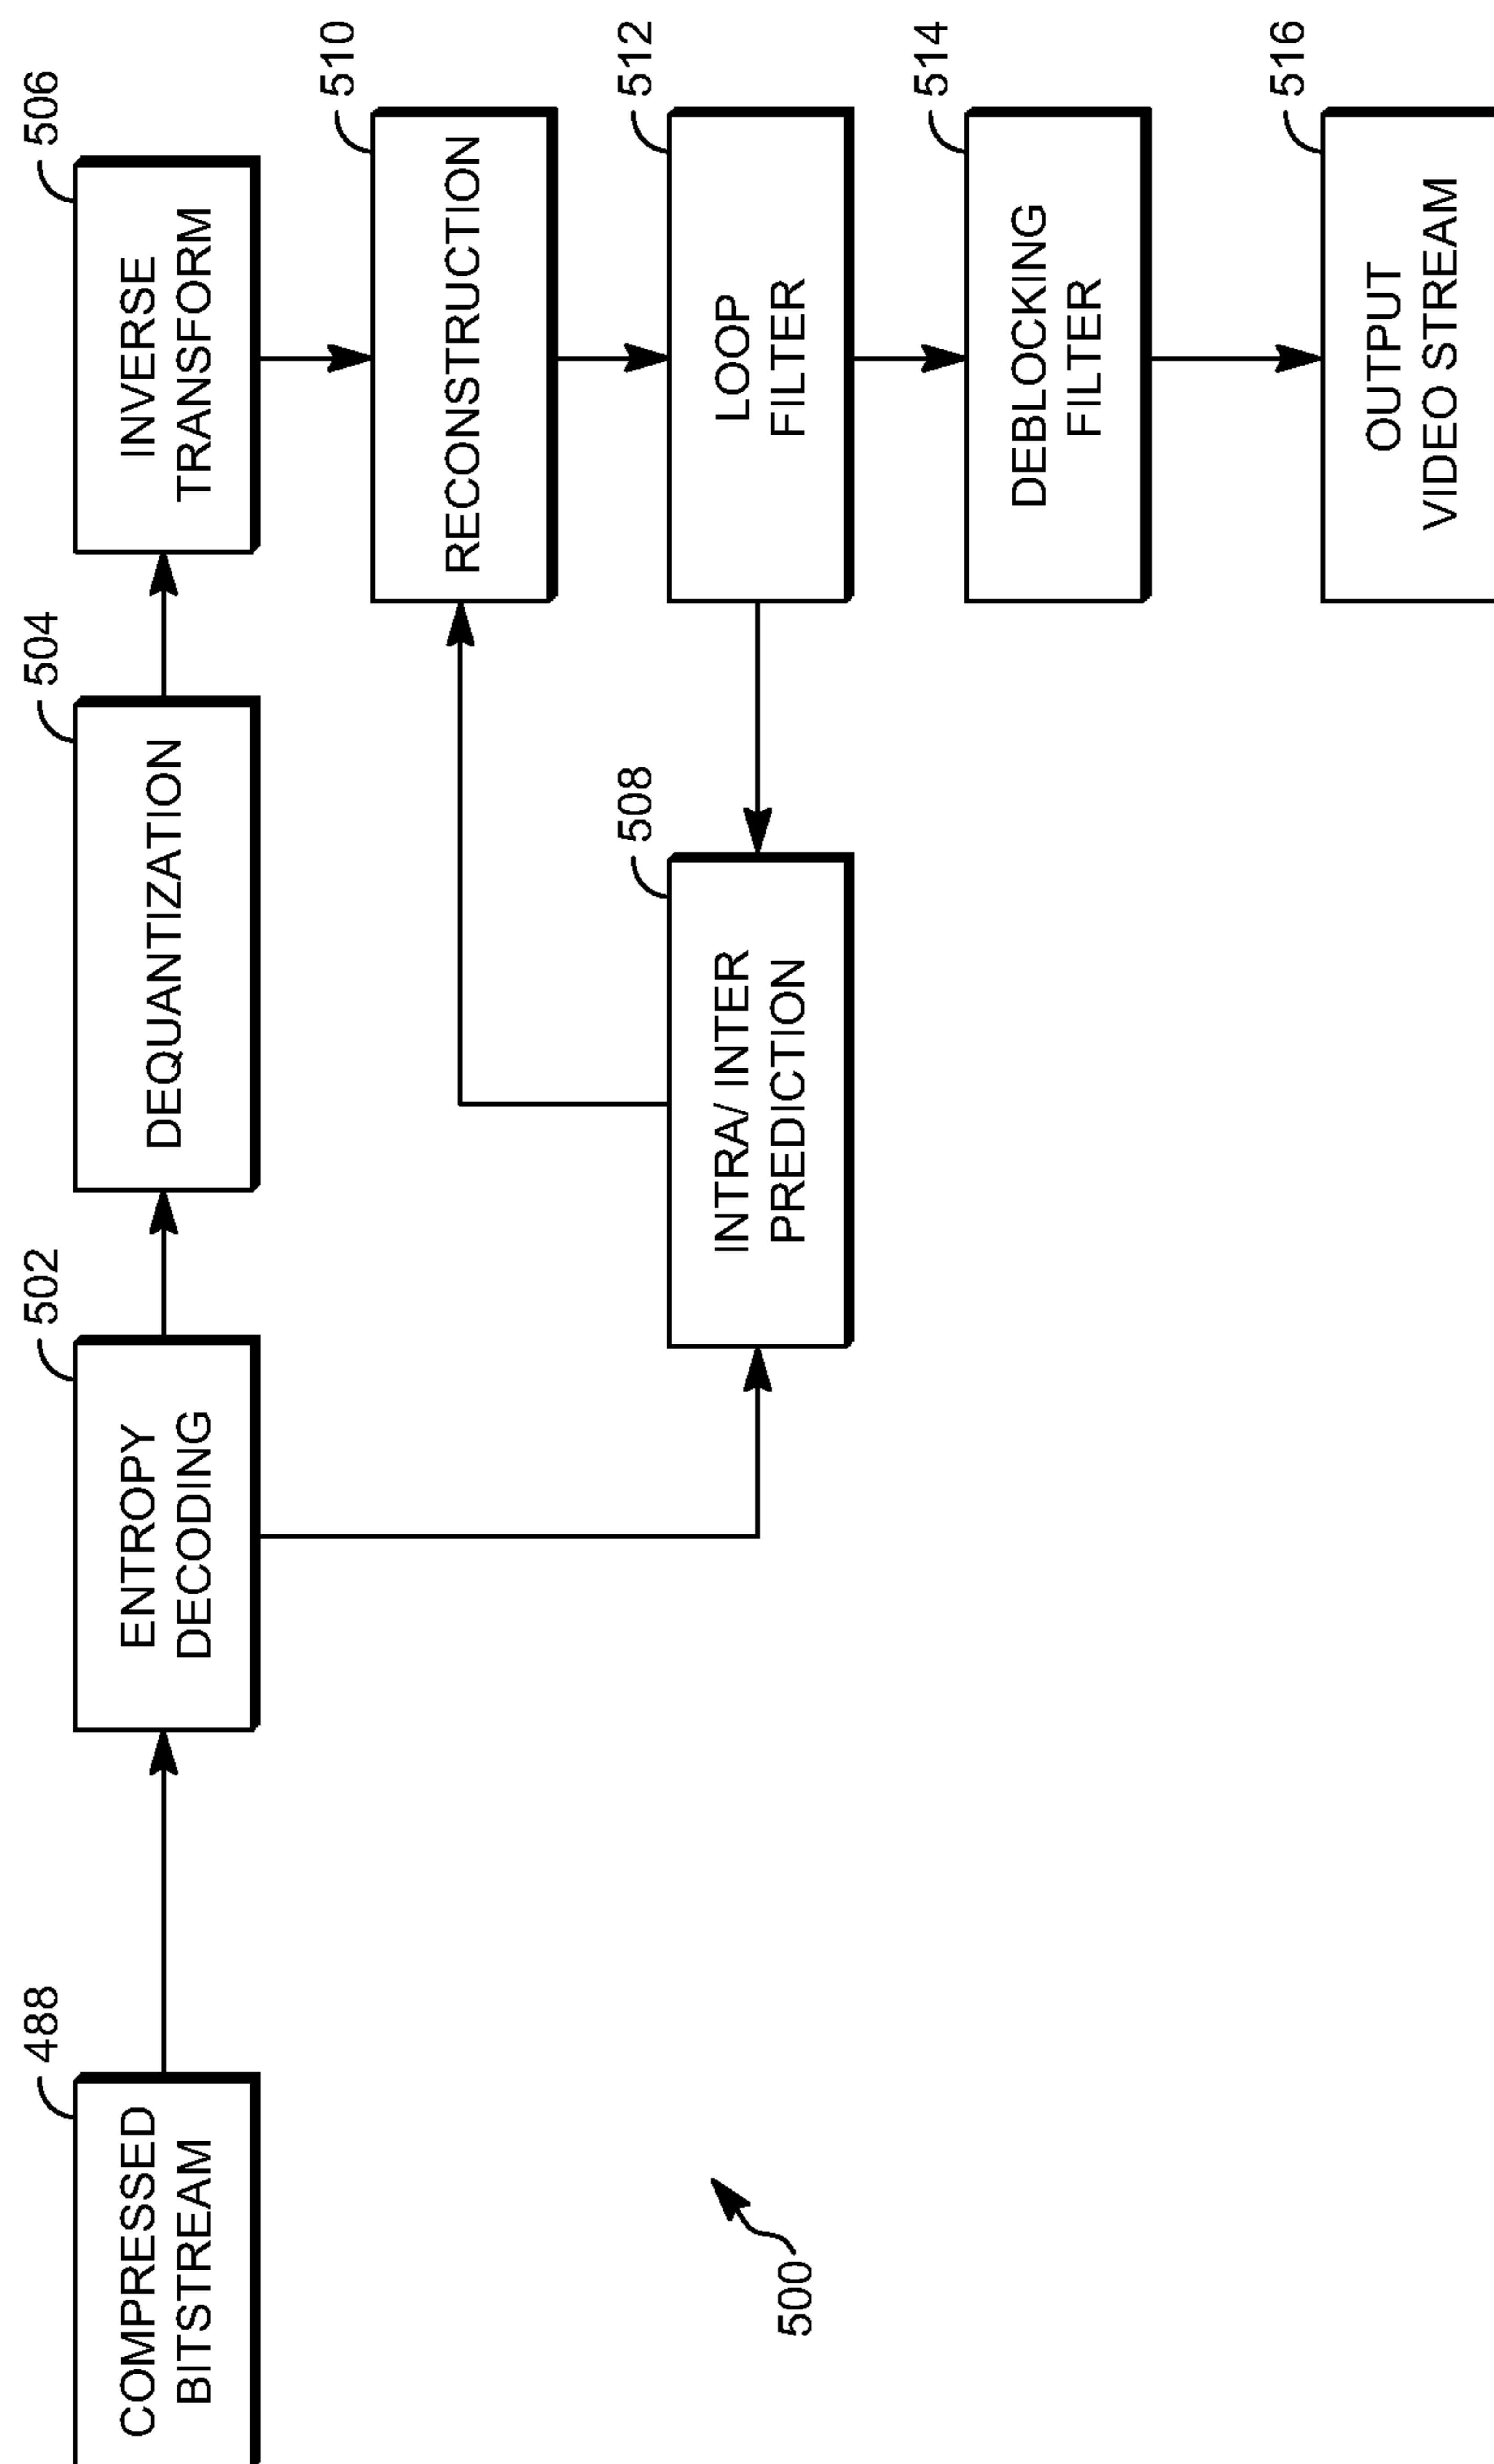 488
COMPRESSED
BITSTREAM
502
ENTROPY
DECODING
504
DEQUANTIZATION
506
INVERSE
TRANSFORM
510
RECONSTRUCTION
508
INTRA/ INTER
PREDICTION
512
LOOP
FILTER
514
DEBLOCKING
FILTER
516
OUTPUT
VIDEO STREAM
500